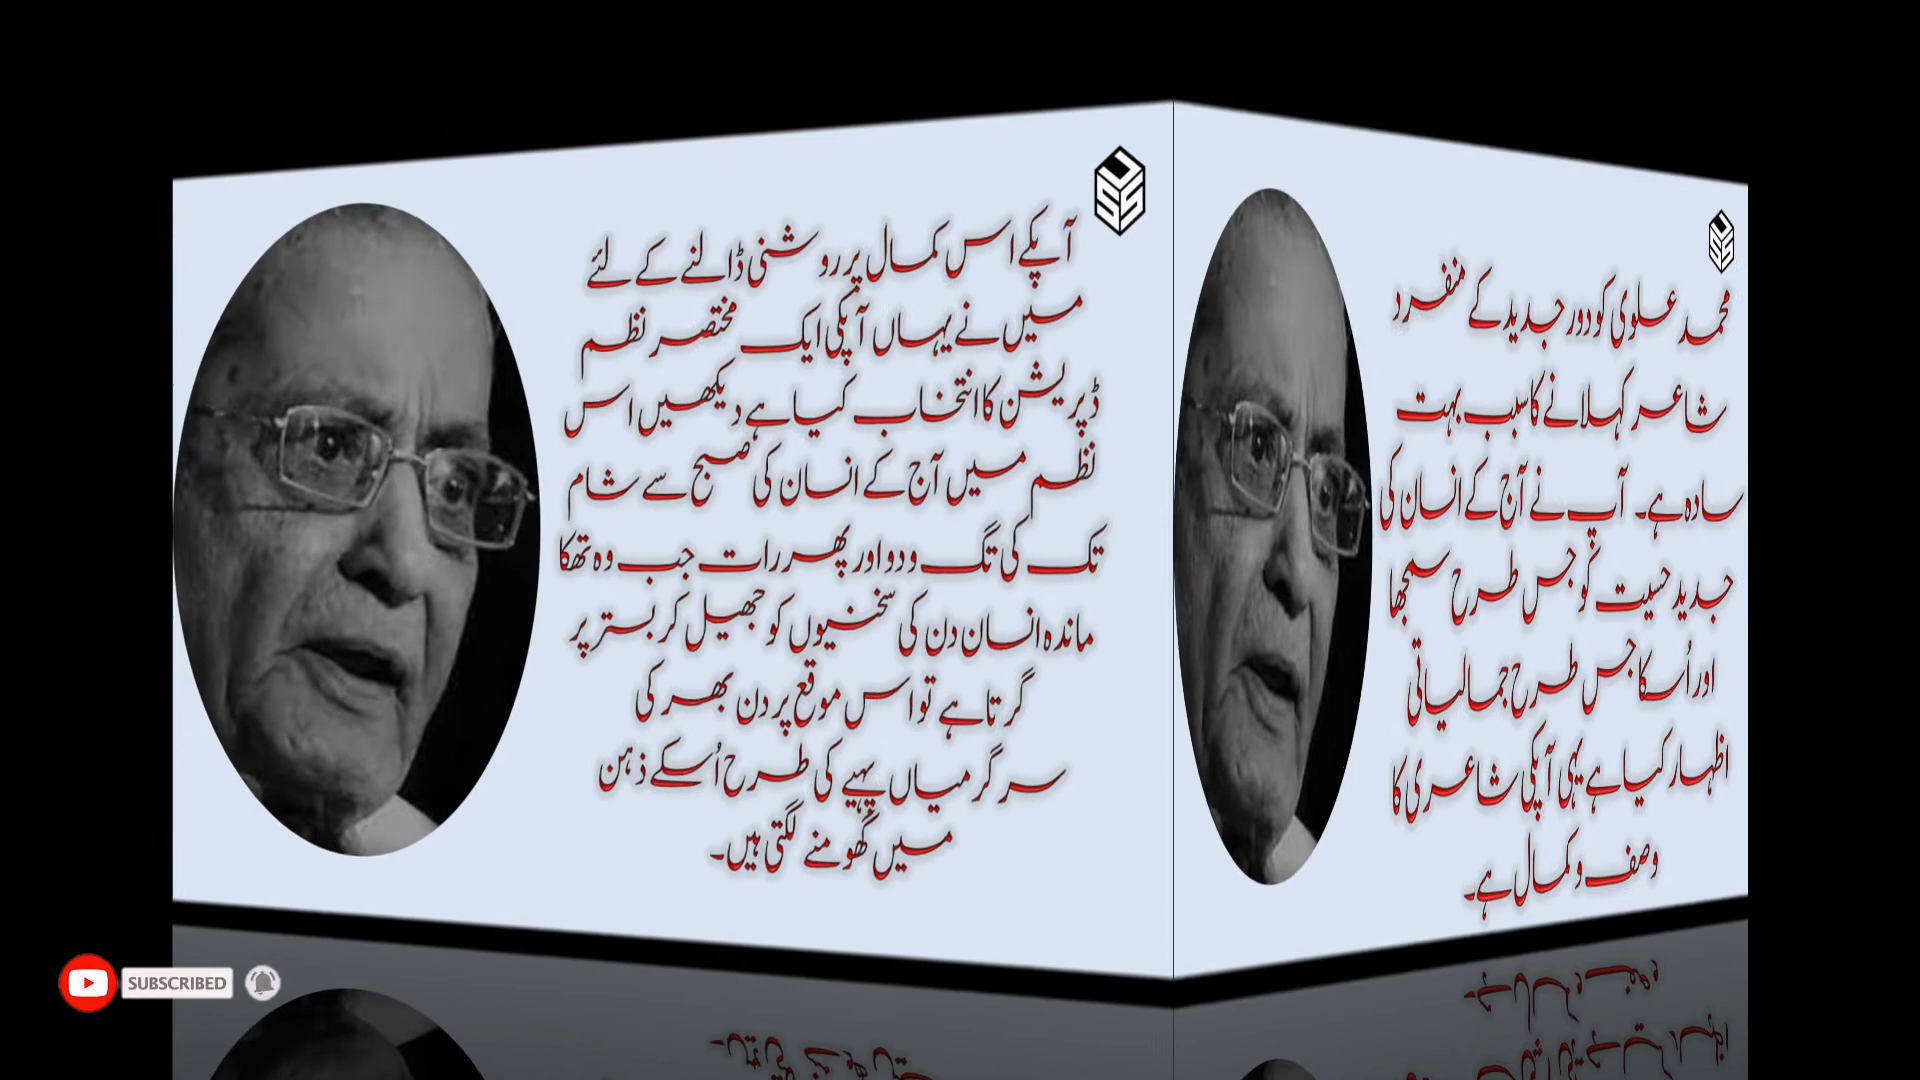 محمد علوی کو دور جدید کے منفرد
شاعر کہلانے کا سبب بہت
سادہ ہے۔ آپ نے آج کے انسان کی
جدید حسیت کو جس طرح سمجھا
اور اُسکا جس طرح جمالیاتی
اظہار کیا ہے یہی آپکی شاعری کا
وصف و کمال ہے۔
آپکے اس کمال پر روشنی ڈالنے کے لئے
میں نے یہاں آپکی ایک مختصر نظم
ڈپریشن کا انتخاب کیا ہے دیکھیں اس
نظم میں آج کے انسان کی صبح سے شام
تک کی تگ و دو اور پھر رات جب وہ تھکا
ماندہ انسان دن کی سختیوں کو جھیل کر بستر پر
گرتا ہے تو اس موقع پر دن بھر کی
سرگرمیاں پہیے کی طرح اُسکے ذہن
میں گھومنے لگتی ہیں۔
SUBSCRIBED